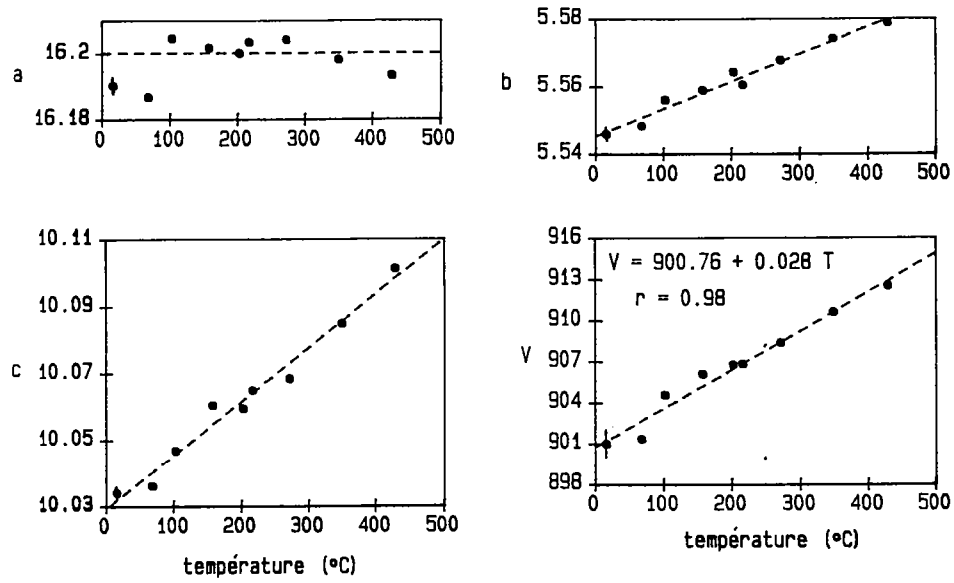 a
16.2
16.18
0 100 200 300 400 500
b
5.58
5.56
5.54
0 100 200 300 400 500
c
10.11
10.09
10.07
10.05
10.03
0 100 200 300 400 500
température (ºC)
V
916
913
910
907
904
901
898
V = 900.76 + 0.028 T
r = 0.98
0 100 200 300 400 500
température (ºC)